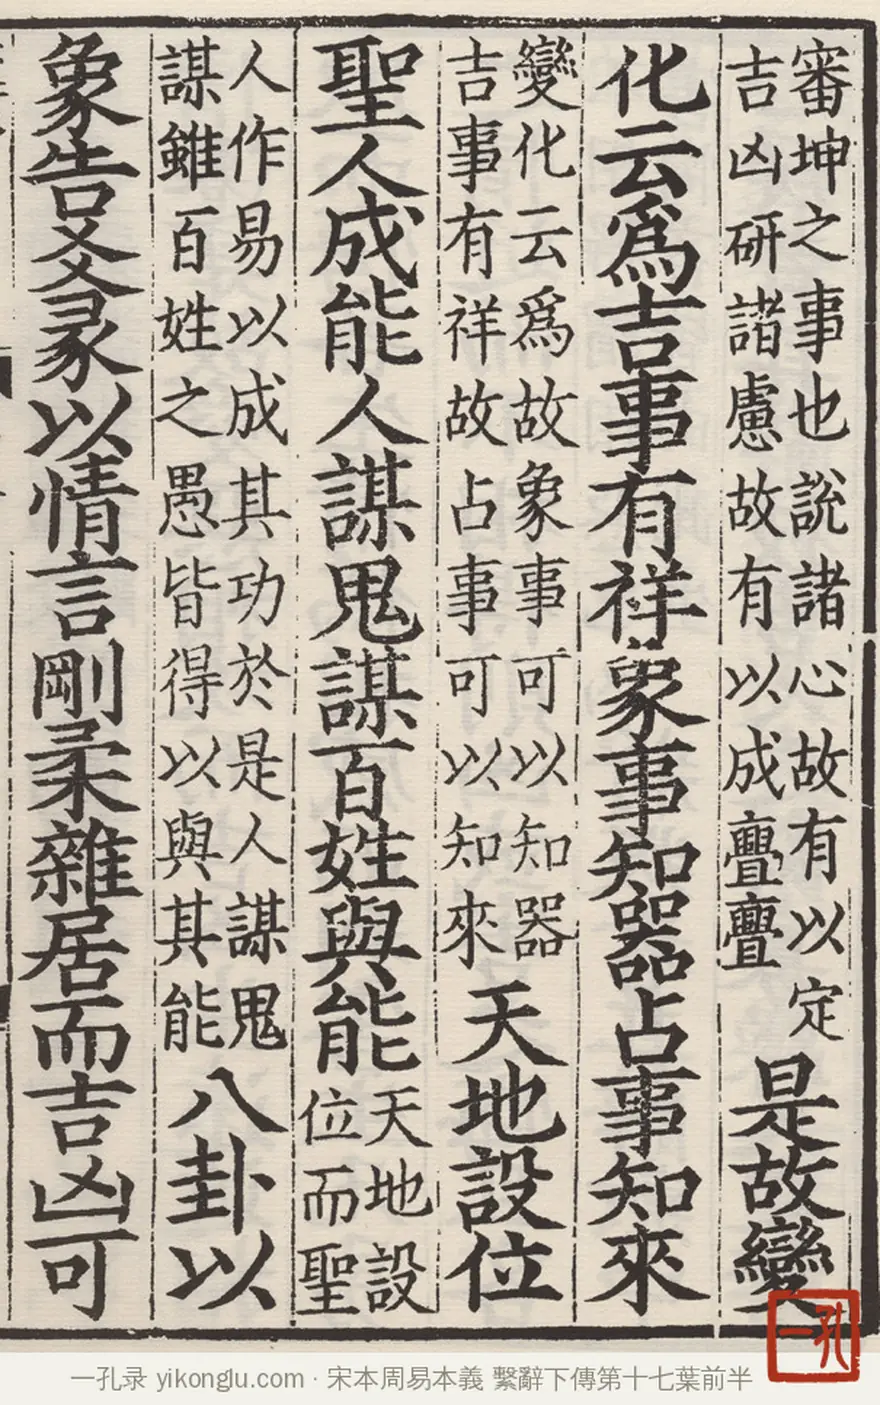 審坤之事也說諸心故有以定
吉凶研諸慮故有以成亹亹
是故變
化云爲吉事有祥象事知器占事知來
變化云爲故象事可以知器
吉事有祥故占事可以知來
天地設位
聖人成能人謀鬼謀百姓與能
天地設
位而聖
人作易以成其功於是人謀鬼
謀雖百姓之愚皆得以與其能
八卦以
象告爻彖以情言剛柔雜居而吉凶可
一孔
一孔录 yikonglu.com · 宋本周易本義 繫辭下傳第十七葉前半